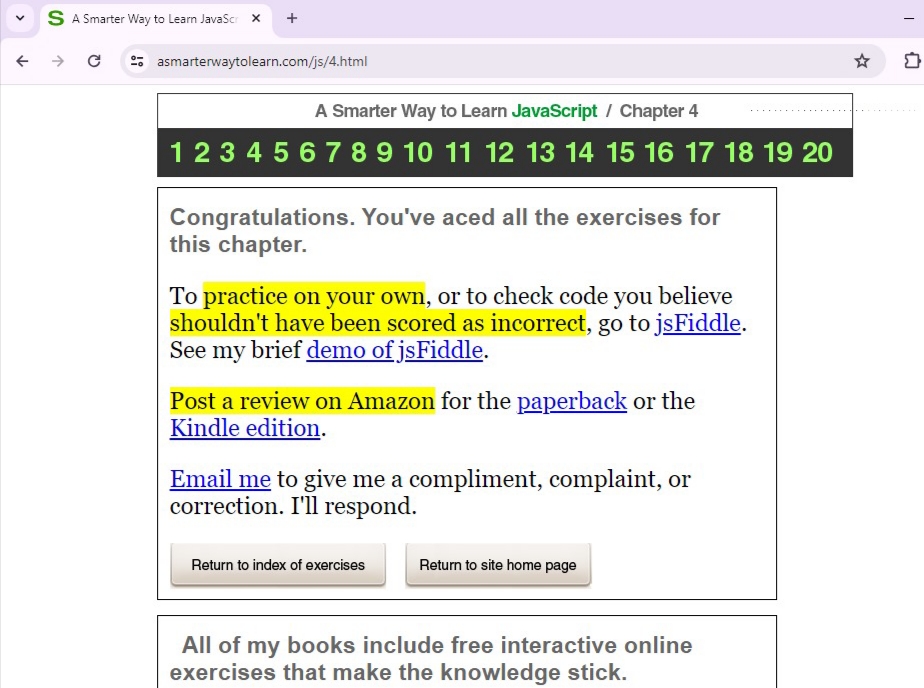 A Smarter Way to Learn JavaSc
asmarterwaytolearn.com/js/4.html
A Smarter Way to Learn JavaScript / Chapter 4
1 2 3 4 5 6 7 8 9 10 11 12 13 14 15 16 17 18 19 20
Congratulations. You've aced all the exercises for
this chapter.
To practice on your own, or to check code you believe
shouldn't have been scored as incorrect, go to jsFiddle.
See my brief demo of jsFiddle.
Post a review on Amazon for the paperback or the
Kindle edition.
Email me to give me a compliment, complaint, or
correction. I'll respond.
Return to index of exercises
Return to site home page
All of my books include free interactive online
exercises that make the knowledge stick.